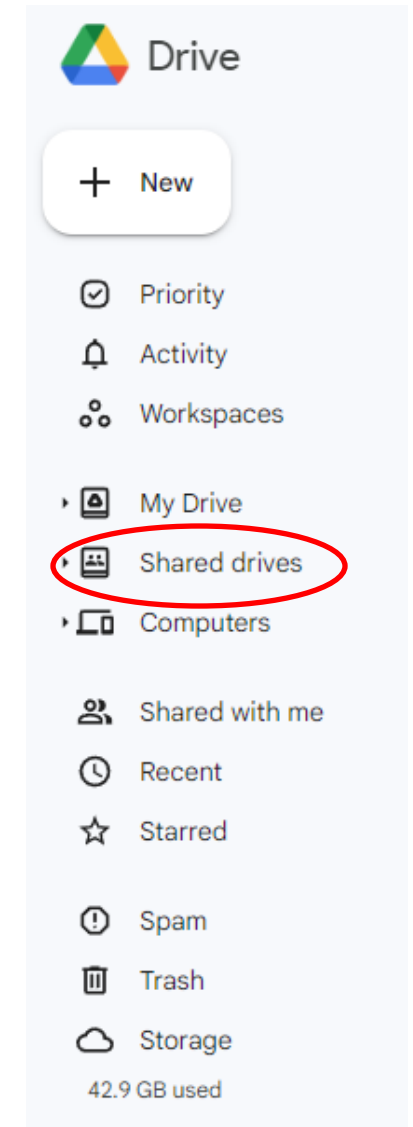 Drive
New
Priority
Activity
Workspaces
My Drive
Shared drives
Computers
Shared with me
Recent
Starred
Spam
Trash
Storage
42.9 GB used